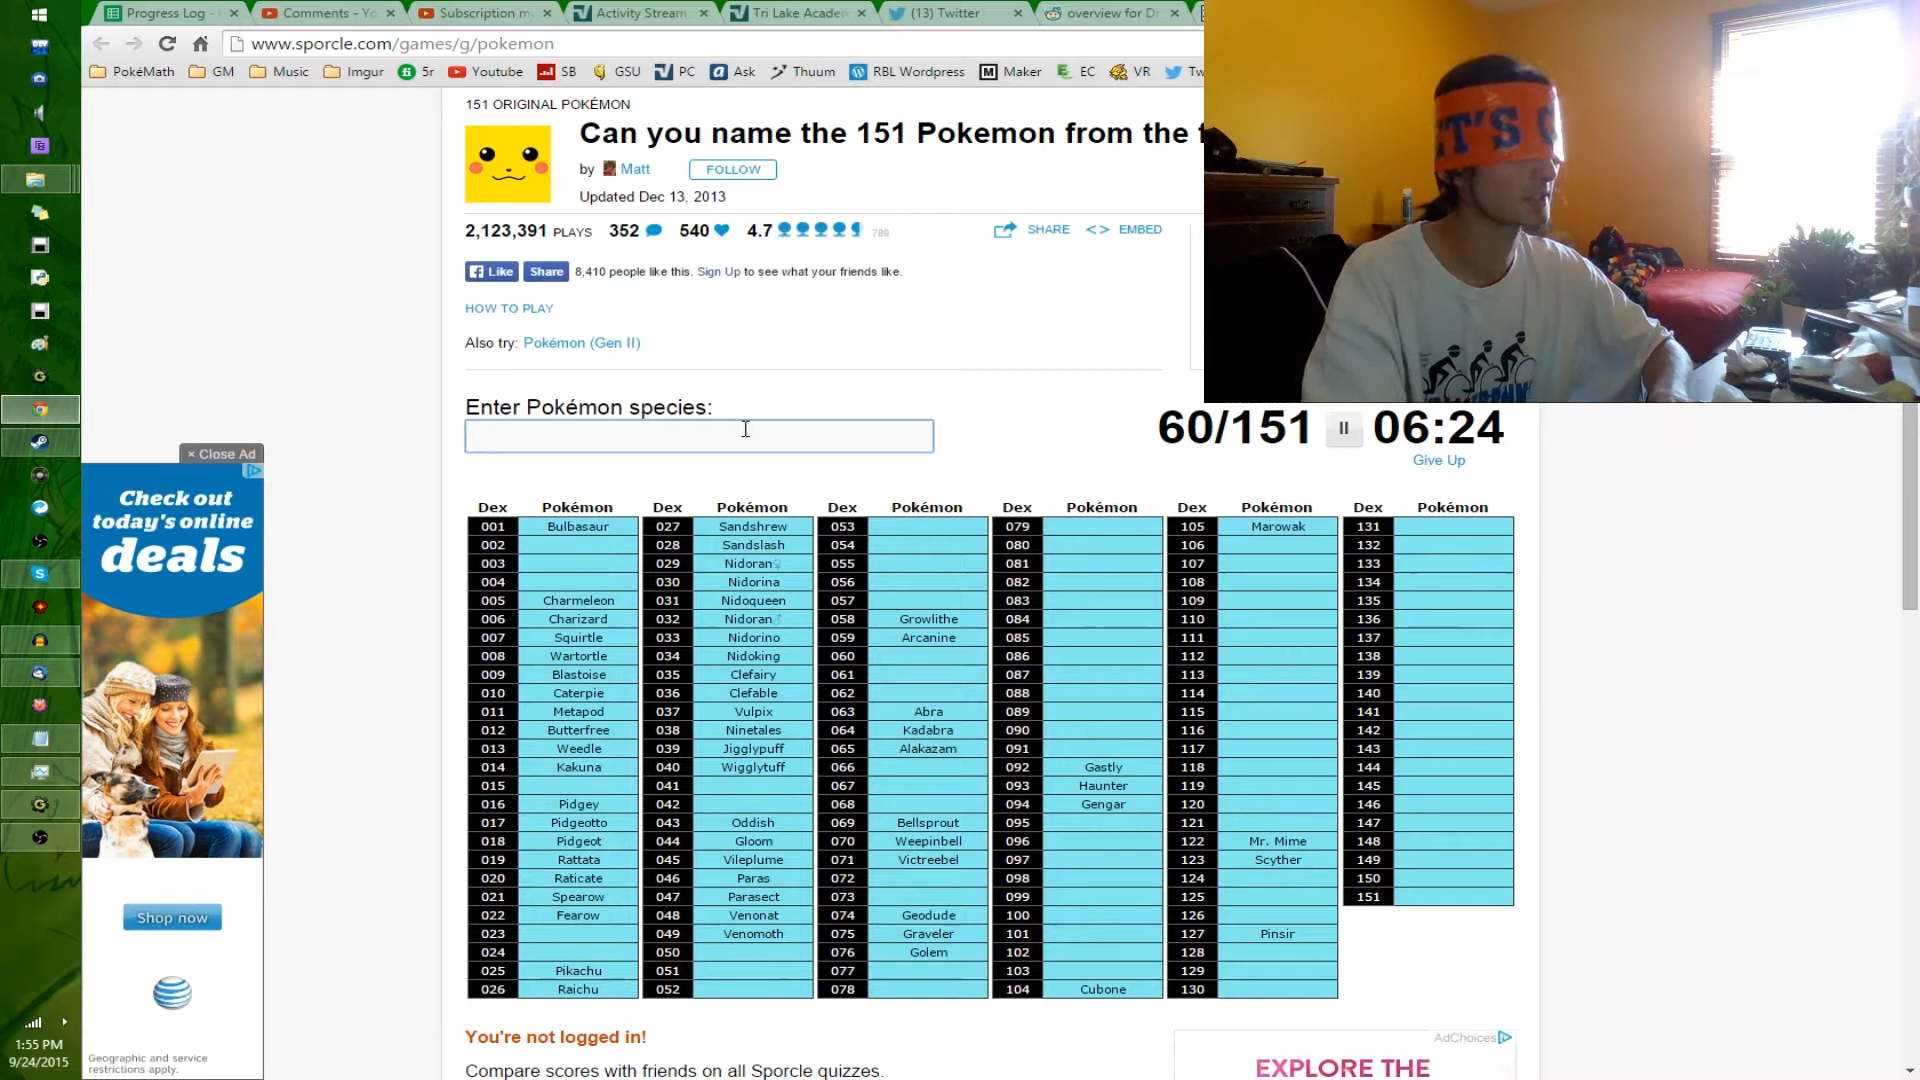 Progress Log -
Comments - Yo
Subscription m
Activity Stream
Tri Lake Acaden
(13) Twitter
overview for Dr
www.sporcle.com/games/g/pokemon
PokéMath
GM
Music
Imgur
5r
Youtube
SB
GSU
PC
Ask
Thuum
RBL Wordpress
Maker
EC
VR
Tw
151 ORIGINAL POKÉMON
Can you name the 151 Pokemon from the f
by Matt
FOLLOW
Updated Dec 13, 2013
2,123,391 PLAYS 352 540 4.7 789
SHARE <> EMBED
Like Share 8,410 people like this. Sign Up to see what your friends like.
HOW TO PLAY
Also try: Pokémon (Gen II)
Enter Pokémon species:
60/151 06:24
Give Up
Dex Pokémon
001 Bulbasaur
002
003
004
005 Charmeleon
006 Charizard
007 Squirtle
008 Wartortle
009 Blastoise
010 Caterpie
011 Metapod
012 Butterfree
013 Weedle
014 Kakuna
015
016 Pidgey
017 Pidgeotto
018 Pidgeot
019 Rattata
020 Raticate
021 Spearow
022 Fearow
023
024
025 Pikachu
026 Raichu
Dex Pokémon
027 Sandshrew
028 Sandslash
029 Nidoran♀
030 Nidorina
031 Nidoqueen
032 Nidoran♂
033 Nidorino
034 Nidoking
035 Clefairy
036 Clefable
037 Vulpix
038 Ninetales
039 Jigglypuff
040 Wigglytuff
041
042
043 Oddish
044 Gloom
045 Vileplume
046 Paras
047 Parasect
048 Venonat
049 Venomoth
050
051
052
Dex Pokémon
053
054
055
056
057
058 Growlithe
059 Arcanine
060
061
062
063 Abra
064 Kadabra
065 Alakazam
066
067
068
069 Bellsprout
070 Weepinbell
071 Victreebel
072
073
074 Geodude
075 Graveler
076 Golem
077
078
Dex Pokémon
079
080
081
082
083
084
085
086
087
088
089
090
091
092 Gastly
093 Haunter
094 Gengar
095
096
097
098
099
100
101
102
103
104 Cubone
Dex Pokémon
105 Marowak
106
107
108
109
110
111
112
113
114
115
116
117
118
119
120
121
122 Mr. Mime
123 Scyther
124
125
126
127 Pinsir
128
129
130
Dex Pokémon
131
132
133
134
135
136
137
138
139
140
141
142
143
144
145
146
147
148
149
150
151
You're not logged in!
Compare scores with friends on all Sporcle quizzes.
AdChoices
EXPLORE THE
× Close Ad
Check out
today's online
deals
Shop now
AT&T
Geographic and service
restrictions apply.
1:55 PM
9/24/2015